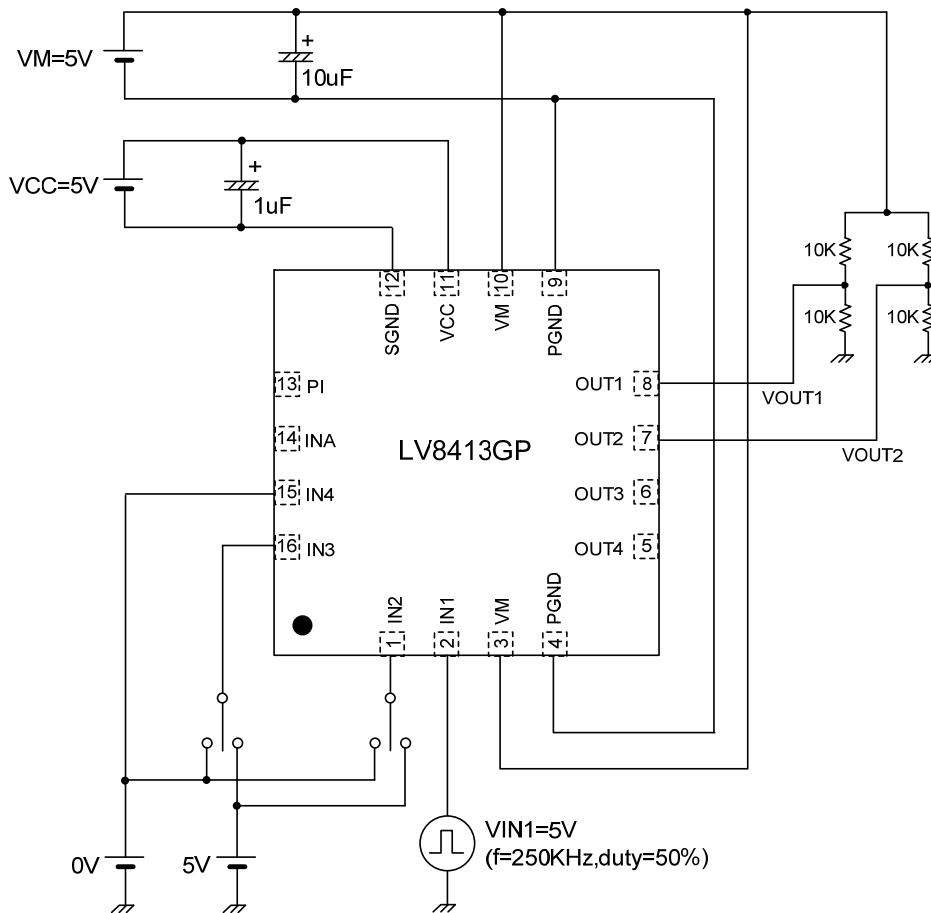 VM=5V
+
10uF
VCC=5V
+
1uF
10K
10K
10K
10K
12
11
10
9
SGND
VCC
VM
PGND
13
PI
OUT1
8
VOUT1
14
INA
LV8413GP
OUT2
7
VOUT2
15
IN4
OUT3
6
16
IN3
OUT4
5
IN2
IN1
VM
PGND
1
2
3
4
0V
5V
VIN1=5V
(f=250KHz,duty=50%)